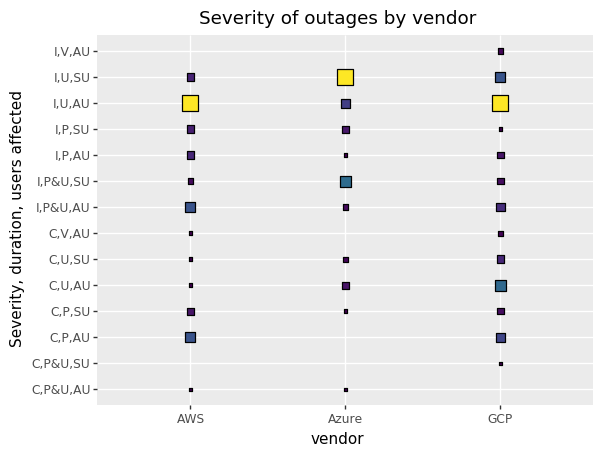 Severity of outages by vendor
Severity, duration, users affected
I,V,AU
I,U,SU
I,U,AU
I,P,SU
I,P,AU
I,P&U,SU
I,P&U,AU
C,V,AU
C,U,SU
C,U,AU
C,P,SU
C,P,AU
C,P&U,SU
C,P&U,AU
AWS Azure GCP
vendor